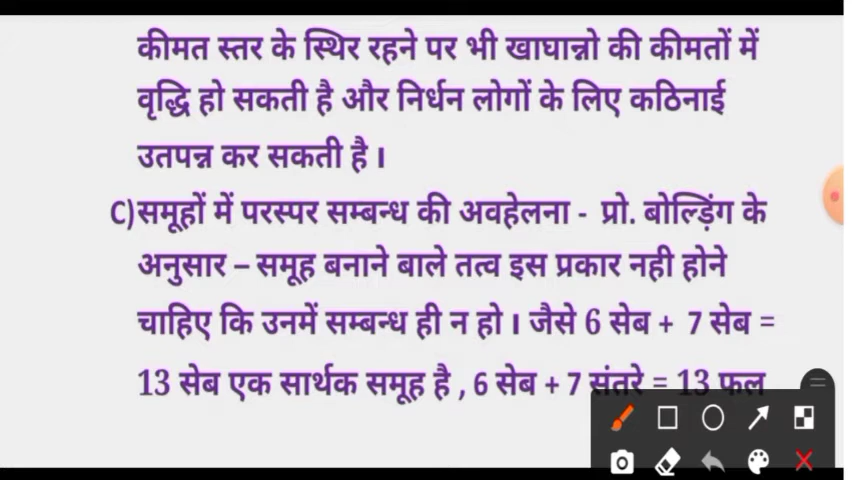 कीमत स्तर के स्थिर रहने पर भी खाघान्नो की कीमतों में
वृद्धि हो सकती है और निर्धन लोगों के लिए कठिनाई
उतपन्न कर सकती है ।
C)समूहों में परस्पर सम्बन्ध की अवहेलना - प्रो. बोल्ड़िंग के
अनुसार – समूह बनाने बाले तत्व इस प्रकार नही होने
चाहिए कि उनमें सम्बन्ध ही न हो । जैसे 6 सेब + 7 सेब =
13 सेब एक सार्थक समूह है , 6 सेब + 7 संतरे = 13 फल